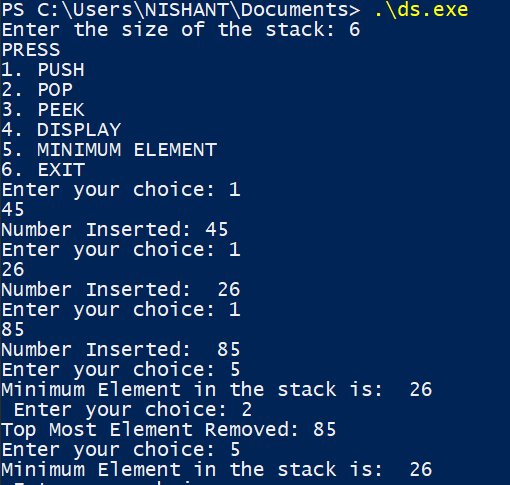 PS C:\Users\NISHANT\Documents> .\ds.exe
Enter the size of the stack: 6
PRESS
1. PUSH
2. POP
3. PEEK
4. DISPLAY
5. MINIMUM ELEMENT
6. EXIT
Enter your choice: 1
45
Number Inserted: 45
Enter your choice: 1
26
Number Inserted:  26
Enter your choice: 1
85
Number Inserted:  85
Enter your choice: 5
Minimum Element in the stack is:  26
 Enter your choice: 2
Top Most Element Removed: 85
Enter your choice: 5
Minimum Element in the stack is:  26